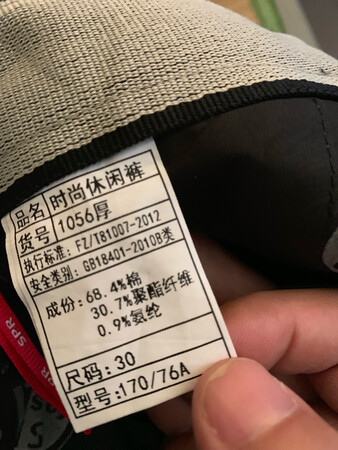 品名 时尚休闲裤
货号 1056厚
执行标准: FZ/T81007-2012
安全类别: GB18401-2010B类
成份: 68.4%棉
30.7%聚酯纤维
0.9%氨纶
尺码: 30
型号: 170/76A
SPR
SPR